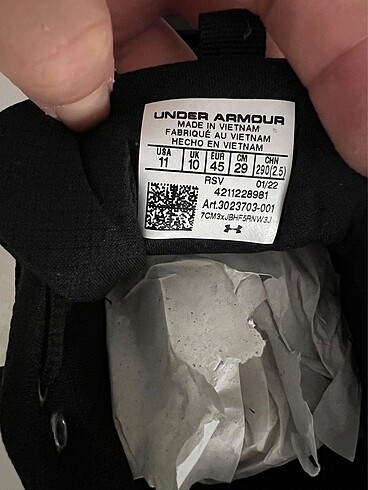 UNDER ARMOUR
MADE IN VIETNAM
FABRIQUÉ AU VIETNAM
HECHO EN VIETNAM
USA UK EUR CM CHN
11 10 45 29 290(2.5)
RSV 01/22
4211228981
Art.3023703-001
7CM3xJBHF5RNW3J